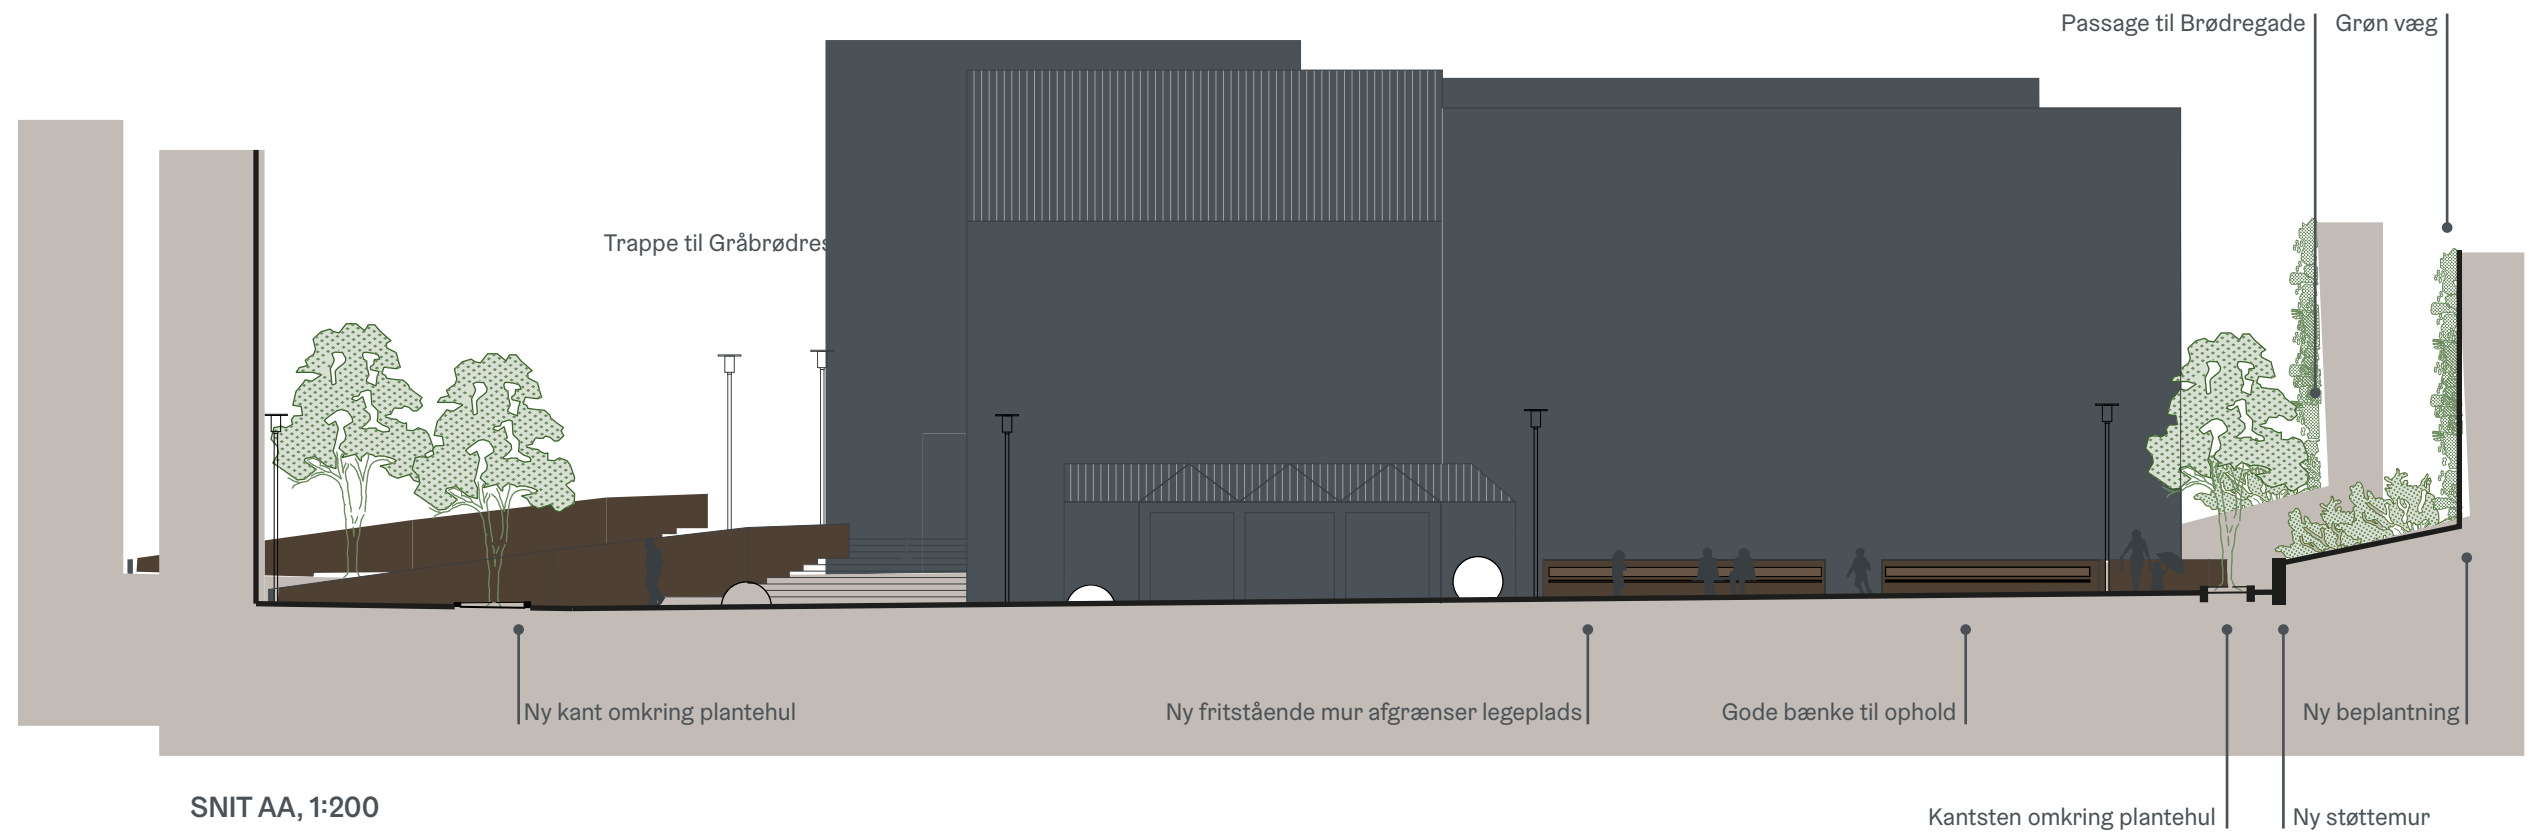 Passage til Brødregade
Grøn væg
Trappe til Gråbrødres
Ny kant omkring plantehul
Ny fritstående mur afgrænser legeplads
Gode bænke til ophold
Ny beplantning
SNIT AA, 1:200
Kantsten omkring plantehul
Ny støttemur